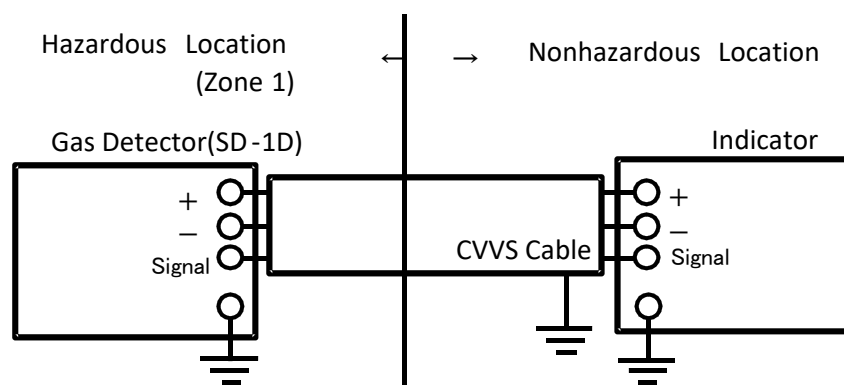 Hazardous Location
(Zone 1)
← → Nonhazardous Location
Gas Detector(SD-1D)
Indicator
+
−
Signal
CVVS Cable
+
−
Signal